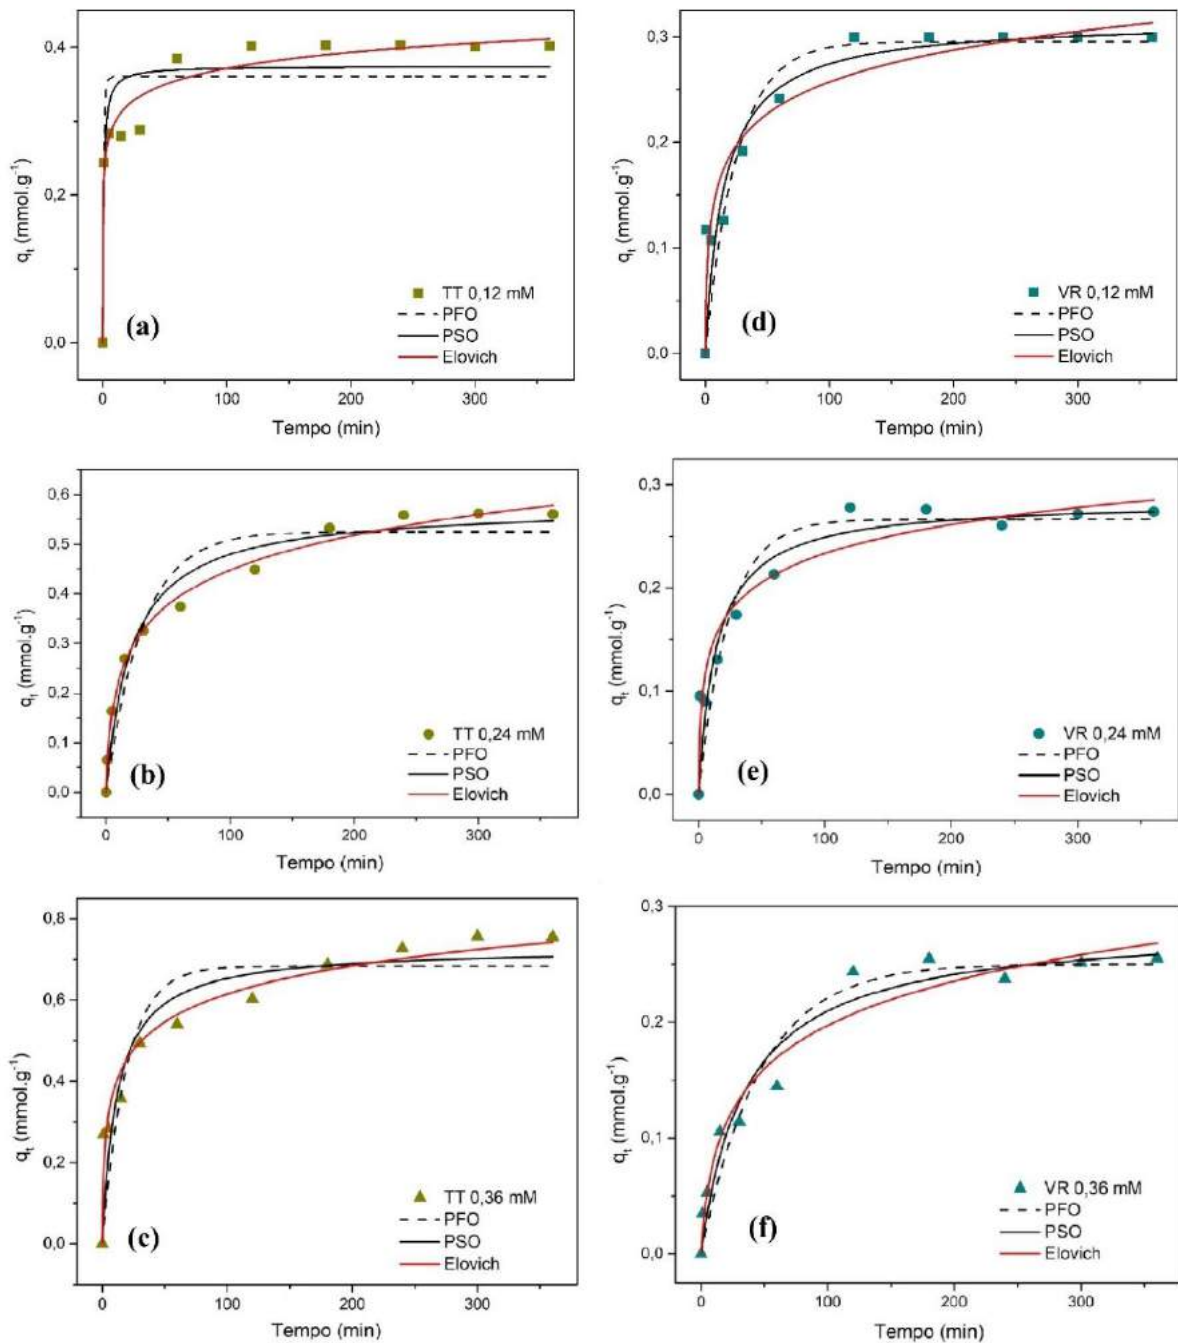 0,4
0,2
0,0
qt (mmol.g-1)
TT 0,12 mM
PFO
PSO
Elovich
(a)
0 100 200 300
Tempo (min)
0,3
0,2
0,1
0,0
qt (mmol.g-1)
VR 0,12 mM
PFO
PSO
Elovich
(d)
0 100 200 300
Tempo (min)
0,6
0,5
0,4
0,3
0,2
0,1
0,0
qt (mmol.g-1)
TT 0,24 mM
PFO
PSO
Elovich
(b)
0 100 200 300
Tempo (min)
0,3
0,2
0,1
0,0
qt (mmol.g-1)
VR 0,24 mM
PFO
PSO
Elovich
(e)
0 100 200 300
Tempo (min)
0,8
0,6
0,4
0,2
0,0
qt (mmol.g-1)
TT 0,36 mM
PFO
PSO
Elovich
(c)
0 100 200 300
Tempo (min)
0,3
0,2
0,1
0,0
qt (mmol.g-1)
VR 0,36 mM
PFO
PSO
Elovich
(f)
0 100 200 300
Tempo (min)